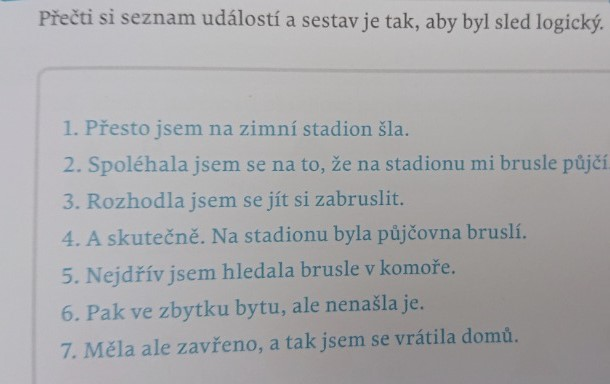 Přečti si seznam událostí a sestav je tak, aby byl sled logický.
1. Přesto jsem na zimní stadion šla.
2. Spoléhala jsem se na to, že na stadionu mi brusle půjčí
3. Rozhodla jsem se jít si zabruslit.
4. A skutečně. Na stadionu byla půjčovna bruslí.
5. Nejdřív jsem hledala brusle v komoře.
6. Pak ve zbytku bytu, ale nenašla je.
7. Měla ale zavřeno, a tak jsem se vrátila domů.